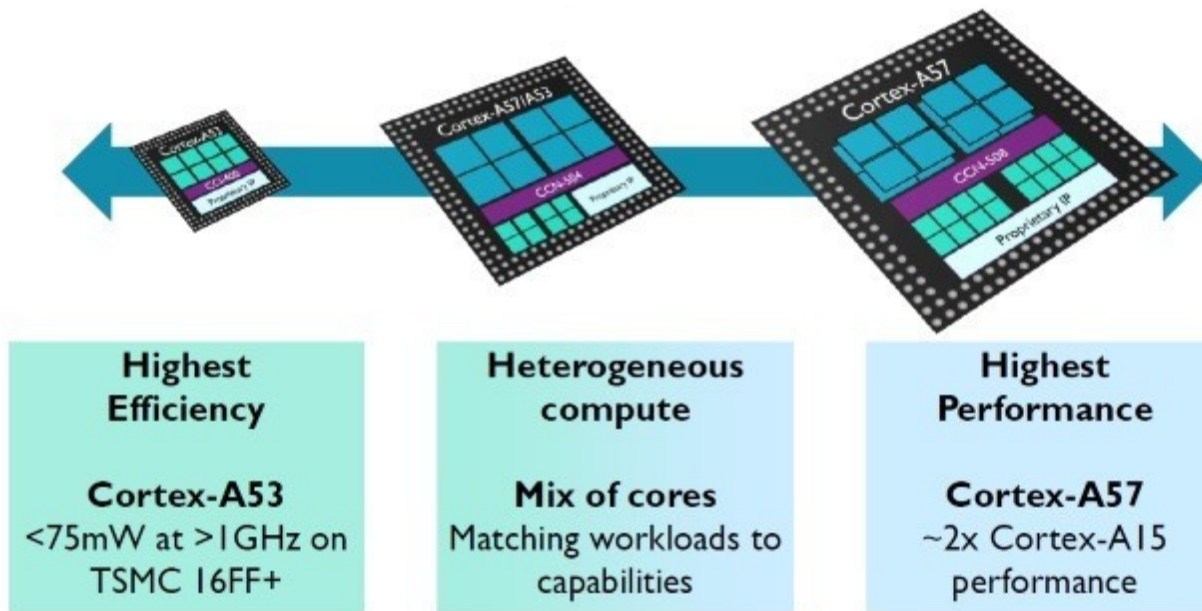 Cortex-A53
CCI-400
Proprietary IP
Cortex-A57/A53
CCN-504
Proprietary IP
Cortex-A57
CCN-508
Proprietary IP
Highest
Efficiency
Cortex-A53
<75mW at >1GHz on
TSMC 16FF+
Heterogeneous
compute
Mix of cores
Matching workloads to
capabilities
Highest
Performance
Cortex-A57
~2x Cortex-A15
performance